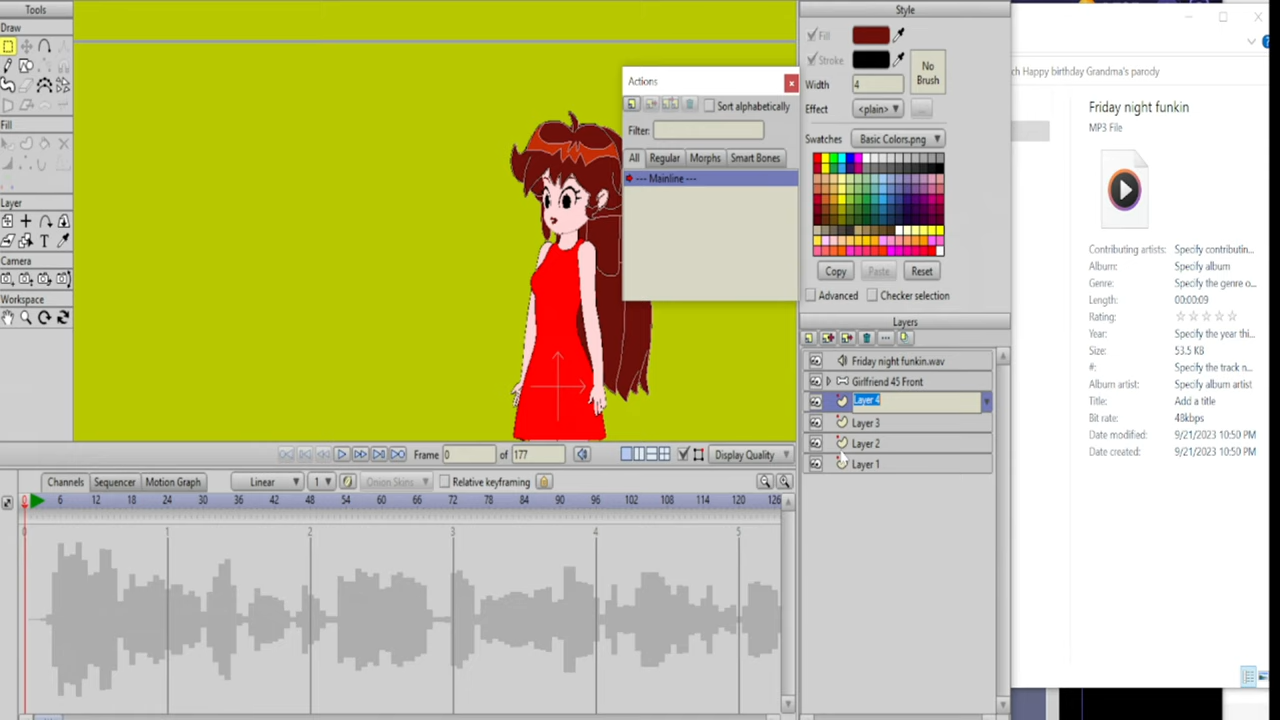 Tools
Draw
Fill
Layer
Camera
Workspace
Actions
Sort alphabetically
Filter:
All Regular Morphs Smart Bones
--- Mainline ---
Style
Fill
Stroke
No Brush
Width 4
Effect <plain>
Swatches Basic Colors.png
Copy Paste Reset
Advanced Checker selection
Layers
Friday night funkin.wav
Girlfriend 45 Front
Layer 4
Layer 3
Layer 2
Layer 1
Frame 0 of 177 Display Quality
Channels Sequencer Motion Graph Linear 1 Onion Skins Relative keyframing
0 6 12 18 24 30 36 42 48 54 60 66 72 78 84 90 96 102 108 114 120 126
0 1 2 3 4 5
ch Happy birthday Grandma's parody
Friday night funkin
MP3 File
Contributing artists: Specify contributin...
Album: Specify album
Genre: Specify the genre o...
Length: 00:00:09
Rating:
Year: Specify the year thi...
Size: 53.5 KB
#: Specify the track n...
Album artist: Specify album artist
Title: Add a title
Bit rate: 48kbps
Date modified: 9/21/2023 10:50 PM
Date created: 9/21/2023 10:50 PM